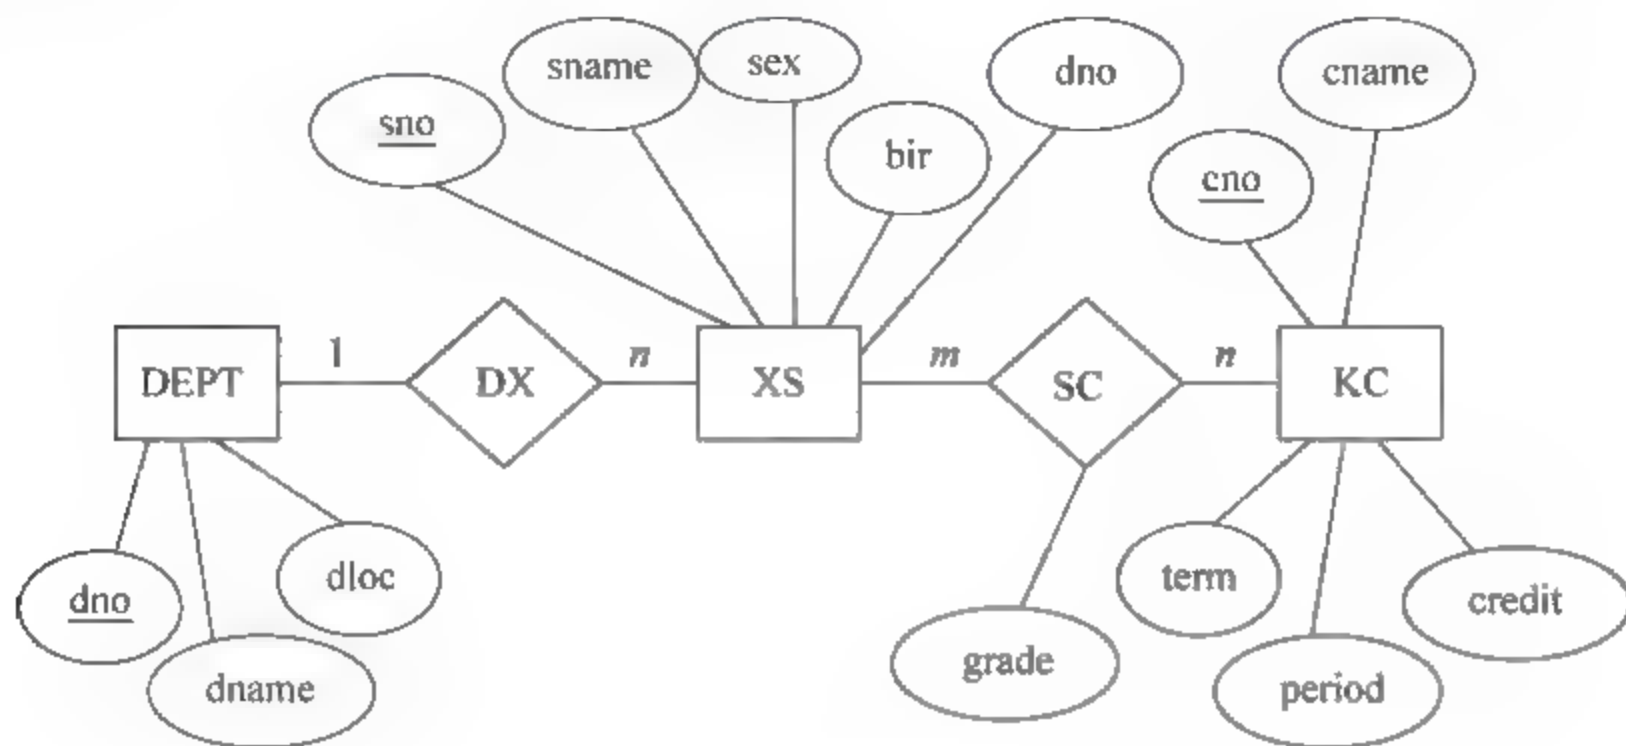 sname
sex
dno
cname
sno
bir
cno
DEPT
1
DX
n
XS
m
SC
n
KC
dno
dloc
dname
grade
term
period
credit